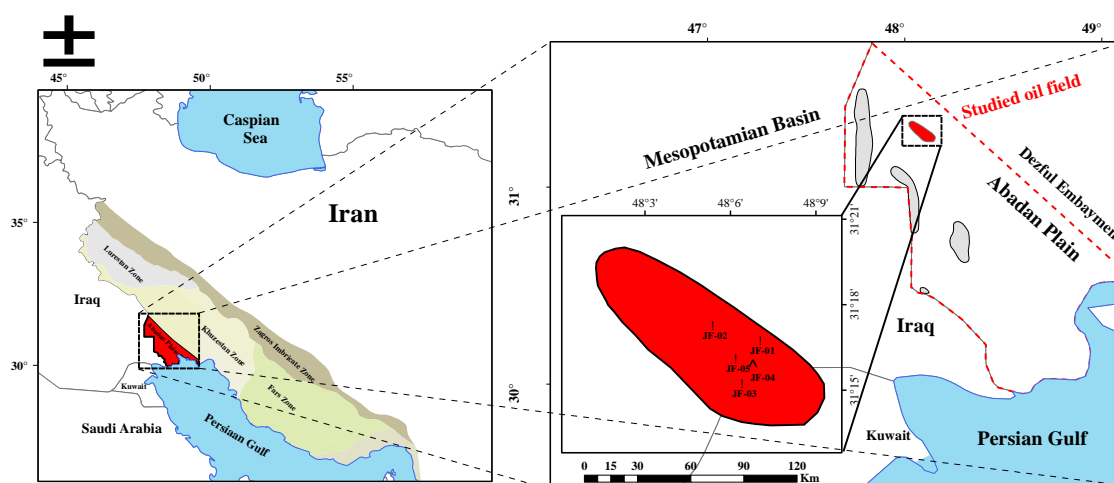 45°
50°
55°
35°
30°
Caspian
Sea
Iran
Lurestan Zone
Iraq
Abadan Plain
Khuzestan Zone
Zagros Imbricate Zone
Fars Zone
Kuwait
Saudi Arabia
Persiaan Gulf
47°
48°
49°
31°
30°
Mesopotamian Basin
Studied oil field
Dezful Embayment
Abadan Plain
Iraq
Kuwait
Persian Gulf
48°3'
48°6'
48°9'
31°21
31°18
31°15'
JF-02
JF-01
JF-05
JF-04
JF-03
0 15 30 60 90 120
Km